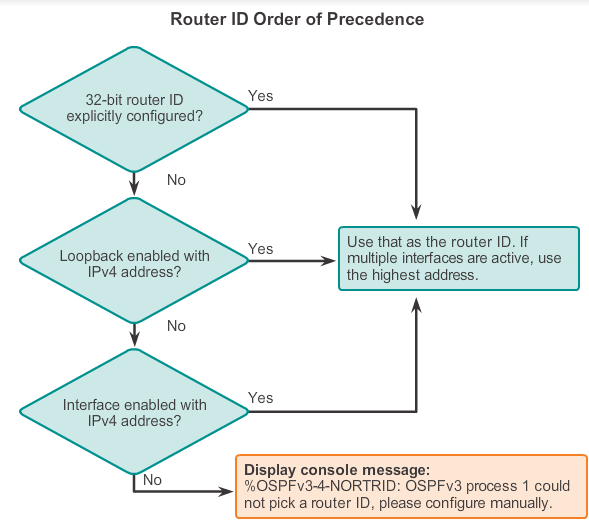 Router ID Order of Precedence
32-bit router ID
explicitly configured?
Yes
No
Loopback enabled with
IPv4 address?
Yes
Use that as the router ID. If
multiple interfaces are active, use
the highest address.
No
Interface enabled with
IPv4 address?
Yes
No
Display console message:
%OSPFv3-4-NORTRID: OSPFv3 process 1 could
not pick a router ID, please configure manually.